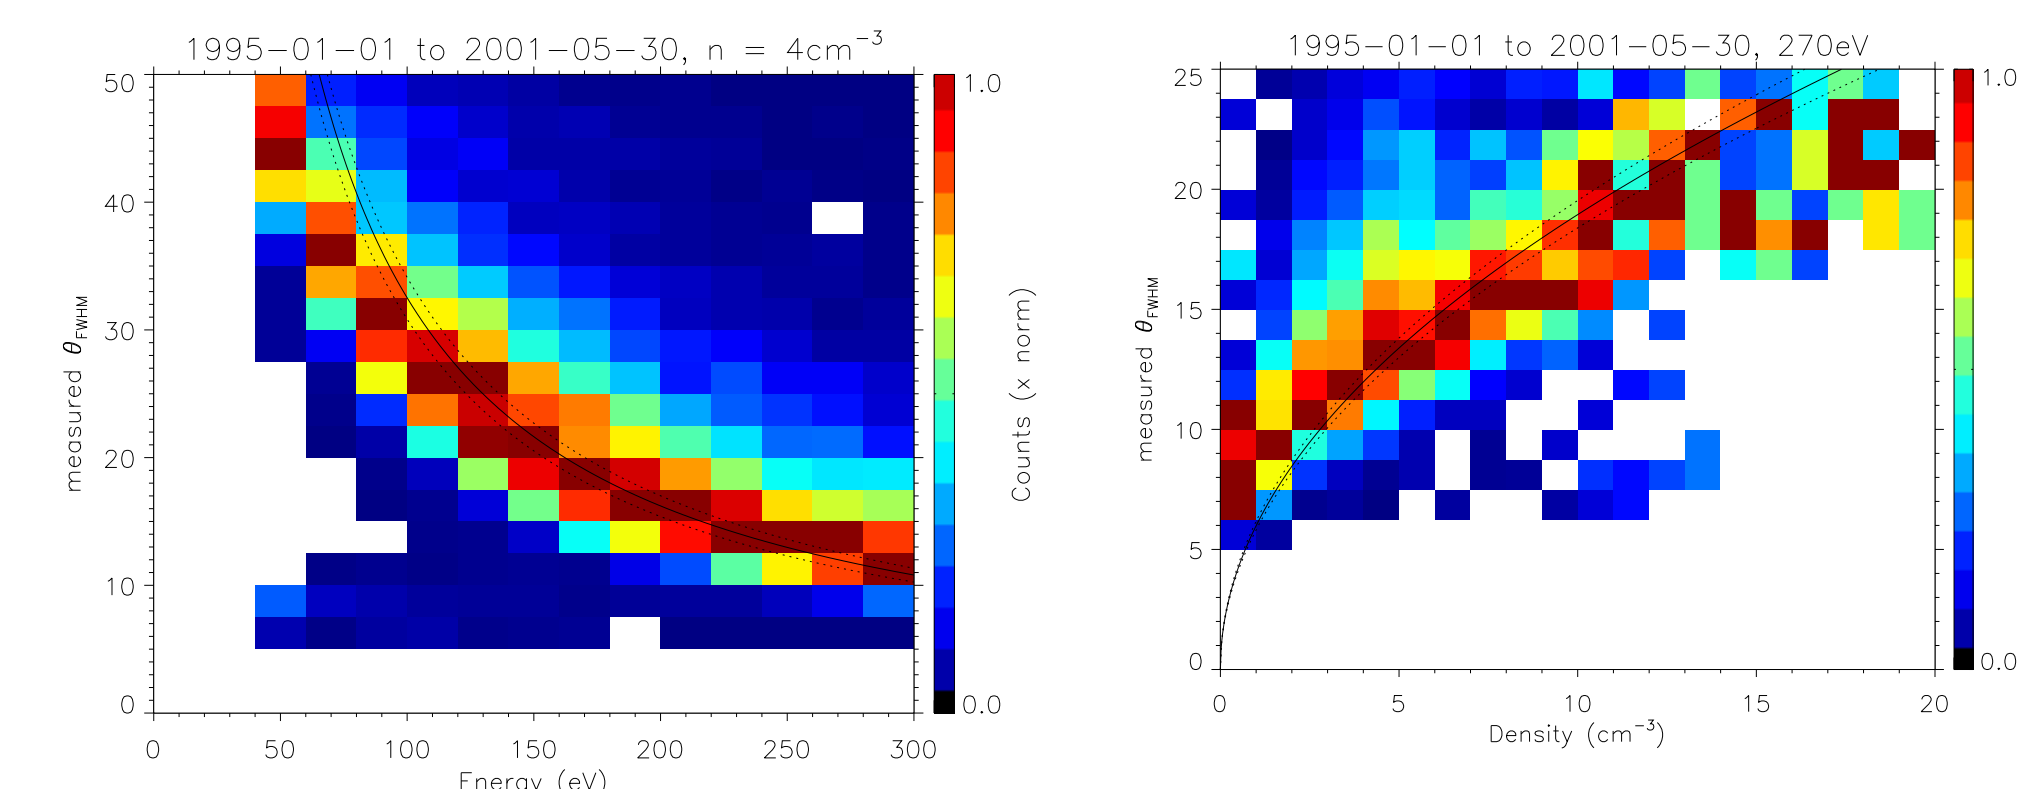 1995-01-01 to 2001-05-30, n = 4cm⁻³
50
40
30
20
10
0
measured θFWHM
0 50 100 150 200 250 300
Energy (eV)
1.0
0.0
Counts (x norm)
1995-01-01 to 2001-05-30, 270eV
25
20
15
10
5
0
measured θFWHM
0 5 10 15 20
Density (cm⁻³)
1.0
0.0